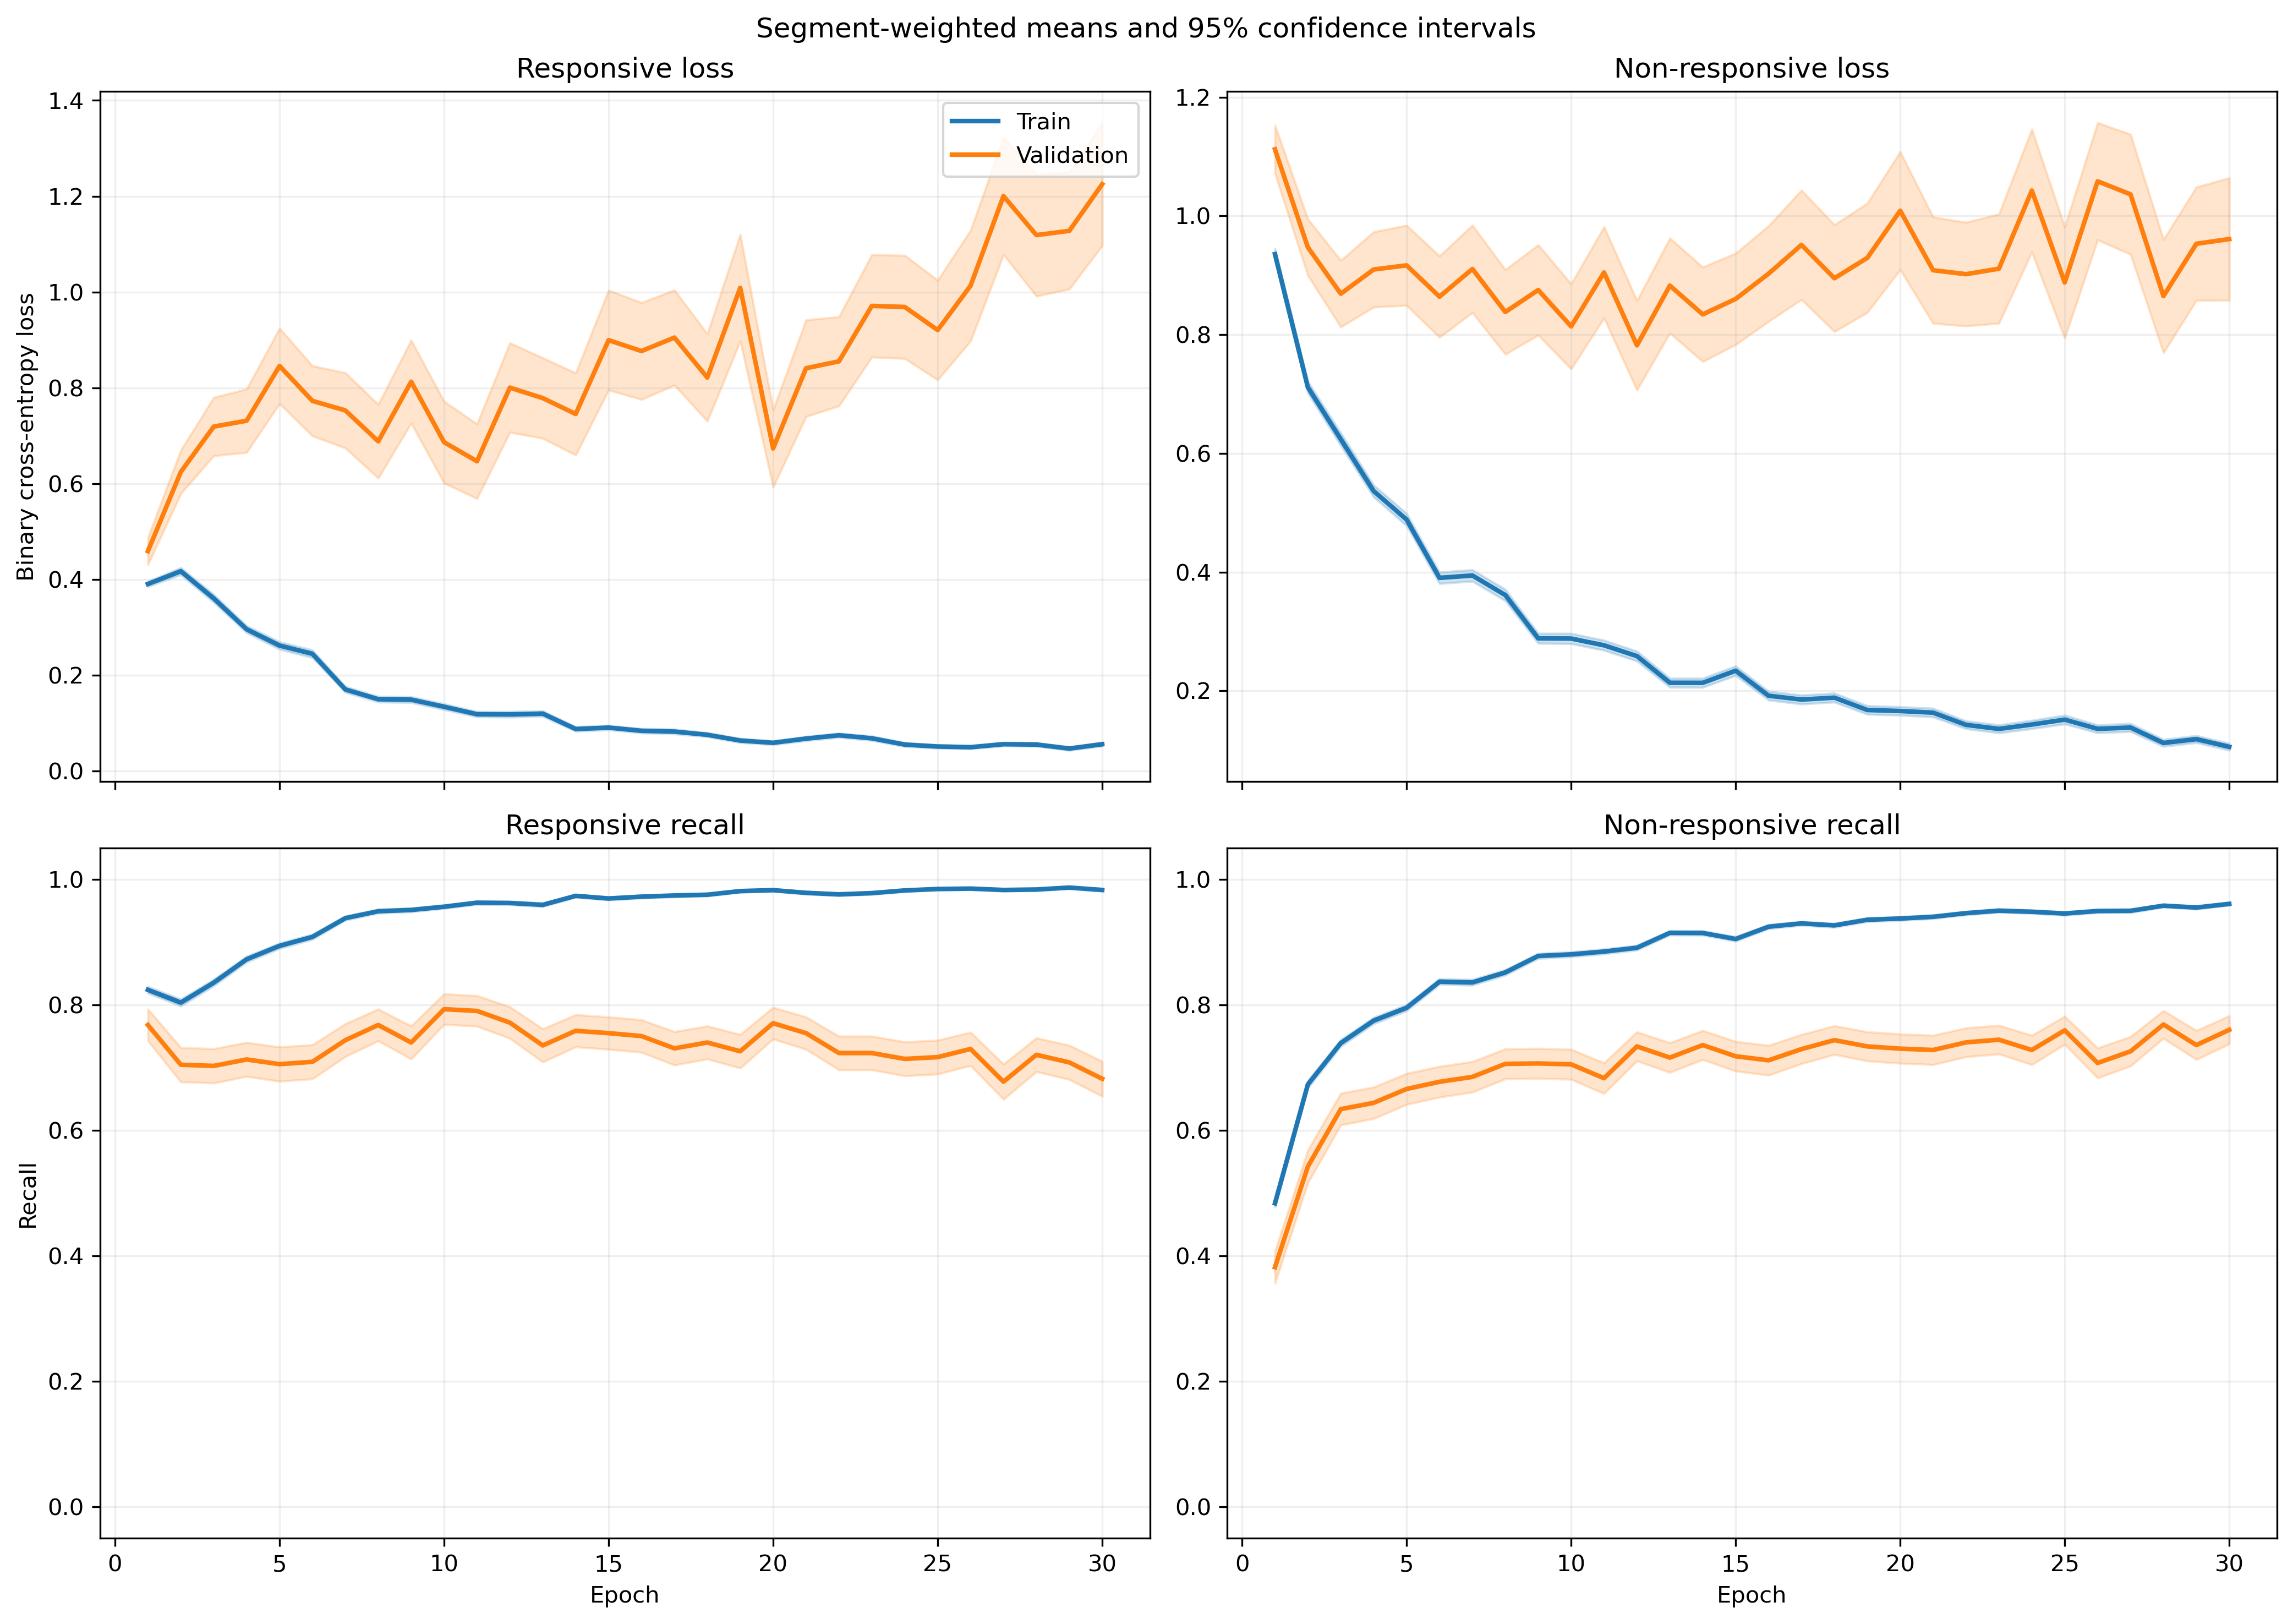 Segment-weighted means and 95% confidence intervals
Responsive loss
Binary cross-entropy loss
1.4
1.2
1.0
0.8
0.6
0.4
0.2
0.0
Train
Validation
Non-responsive loss
1.2
1.0
0.8
0.6
0.4
0.2
Responsive recall
Recall
1.0
0.8
0.6
0.4
0.2
0.0
0 5 10 15 20 25 30
Epoch
Non-responsive recall
1.0
0.8
0.6
0.4
0.2
0.0
0 5 10 15 20 25 30
Epoch